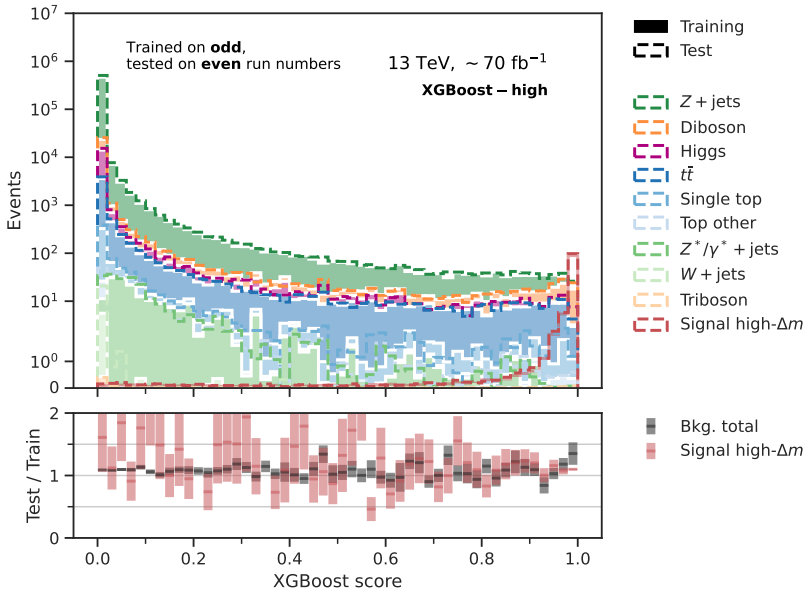 10^7
10^6
10^5
10^4
10^3
10^2
10^1
10^0
0
Events
Trained on odd,
tested on even run numbers
13 TeV, ~ 70 fb^−1
XGBoost − high
Training
Test
Z + jets
Diboson
Higgs
tt̄
Single top
Top other
Z*/γ* + jets
W + jets
Triboson
Signal high-Δm
2
1
0
Test / Train
Bkg. total
Signal high-Δm
0.0 0.2 0.4 0.6 0.8 1.0
XGBoost score